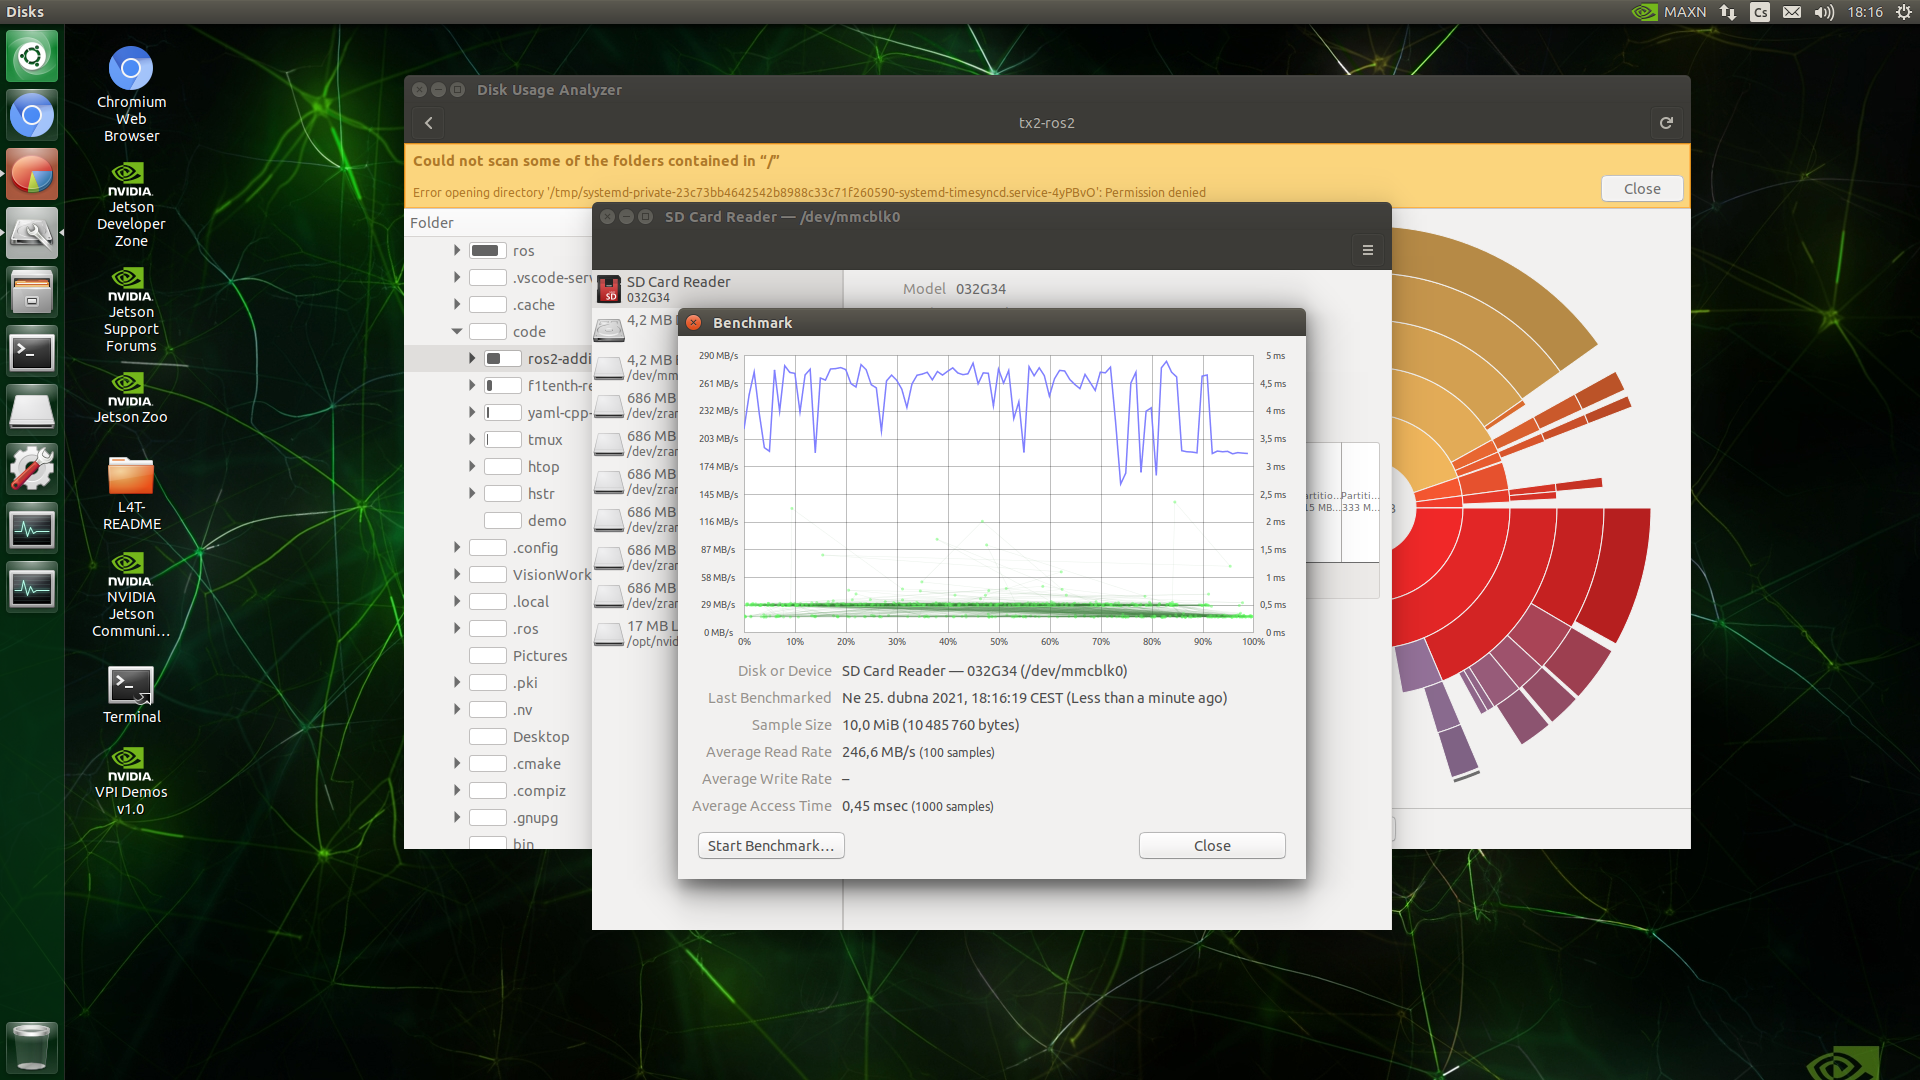 Disks
MAXN
Cs
18:16
Chromium
Web
Browser
NVIDIA.
Jetson
Developer
Zone
NVIDIA.
Jetson
Support
Forums
NVIDIA.
Jetson Zoo
L4T-
README
NVIDIA.
NVIDIA
Jetson
Communi...
Terminal
NVIDIA.
VPI Demos
v1.0
Disk Usage Analyzer
tx2-ros2
Could not scan some of the folders contained in “/”
Error opening directory '/tmp/systemd-private-23c73bb4642542b8988c33c71f260590-systemd-timesyncd.service-4yPBvO': Permission denied
Close
Folder
ros
.vscode-serv
.cache
code
ros2-addi
f1tenth-re
yaml-cpp-
tmux
htop
hstr
demo
.config
VisionWork
.local
.ros
Pictures
.pki
.nv
Desktop
.cmake
.compiz
.gnupg
bin
SD Card Reader — /dev/mmcblk0
SD Card Reader
032G34
4,2 MB
4,2 MB
/dev/mm
686 MB
/dev/zra
686 MB
/dev/zra
686 MB
/dev/zra
686 MB
/dev/zra
686 MB
/dev/zra
686 MB
/dev/zra
17 MB L
/opt/nvid
Model 032G34
artitio... Partiti...
15 MB... 333 M...
Benchmark
290 MB/s
261 MB/s
232 MB/s
203 MB/s
174 MB/s
145 MB/s
116 MB/s
87 MB/s
58 MB/s
29 MB/s
0 MB/s
5 ms
4,5 ms
4 ms
3,5 ms
3 ms
2,5 ms
2 ms
1,5 ms
1 ms
0,5 ms
0 ms
0% 10% 20% 30% 40% 50% 60% 70% 80% 90% 100%
Disk or Device SD Card Reader — 032G34 (/dev/mmcblk0)
Last Benchmarked Ne 25. dubna 2021, 18:16:19 CEST (Less than a minute ago)
Sample Size 10,0 MiB (10 485 760 bytes)
Average Read Rate 246,6 MB/s (100 samples)
Average Write Rate –
Average Access Time 0,45 msec (1000 samples)
Start Benchmark...
Close